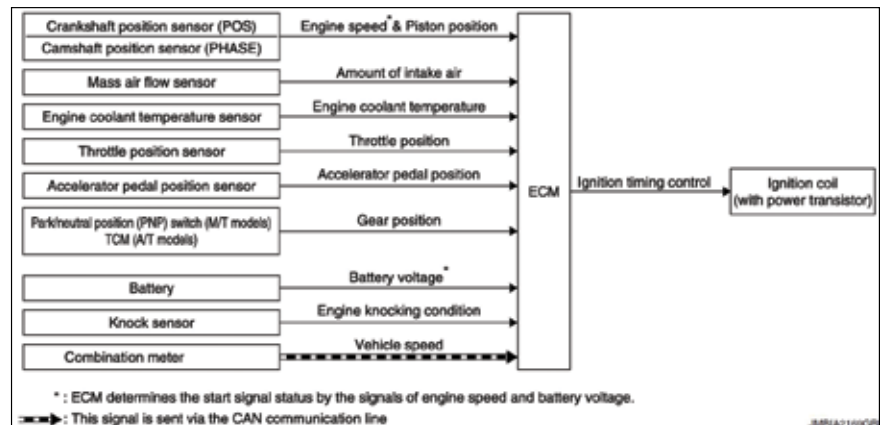 Crankshaft position sensor (POS)
Engine speed* & Piston position
Camshaft position sensor (PHASE)
Mass air flow sensor
Amount of intake air
Engine coolant temperature sensor
Engine coolant temperature
Throttle position sensor
Throttle position
Accelerator pedal position sensor
Accelerator pedal position
ECM
Ignition timing control
Ignition coil
(with power transistor)
Park/neutral position (PNP) switch (M/T models)
TCM (A/T models)
Gear position
Battery
Battery voltage*
Knock sensor
Engine knocking condition
Combination meter
Vehicle speed
* : ECM determines the start signal status by the signals of engine speed and battery voltage.
: This signal is sent via the CAN communication line
JMBIA2169GB